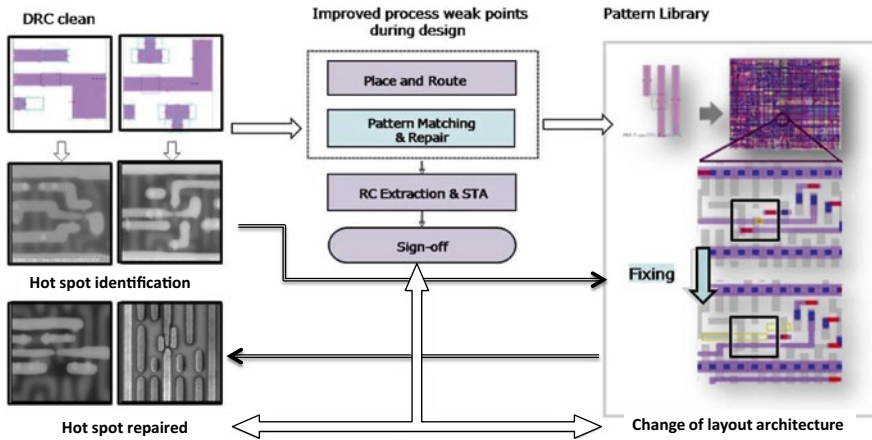 DRC clean
Improved process weak points
during design
Pattern Library
Place and Route
Pattern Matching
& Repair
RC Extraction & STA
Sign-off
Hot spot identification
Fixing
Hot spot repaired
Change of layout architecture